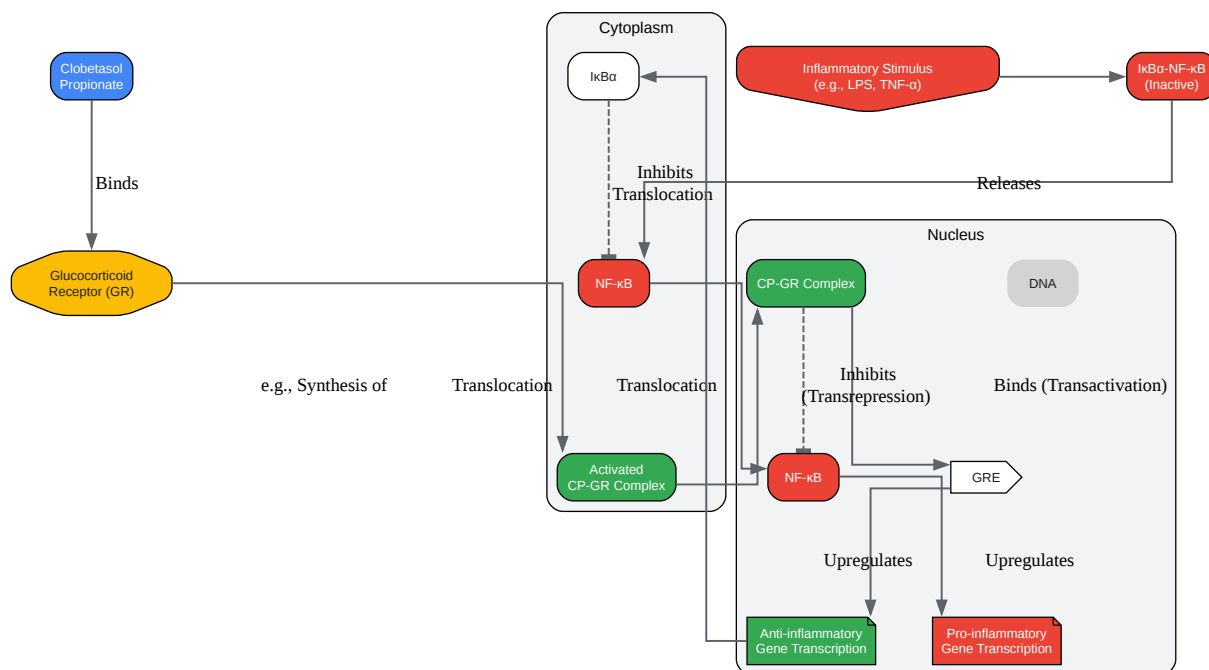 Cytoplasm
Clobetasol
Propionate
IκBα
Inflammatory Stimulus
(e.g., LPS, TNF-α)
IκBα-NF-κB
(Inactive)
Binds
Inhibits
Translocation
Releases
Nucleus
Glucocorticoid
Receptor (GR)
NF-κB
CP-GR Complex
DNA
e.g., Synthesis of
Translocation
Translocation
Inhibits
(Transrepression)
Binds (Transactivation)
Activated
CP-GR Complex
NF-κB
GRE
Upregulates
Upregulates
Anti-inflammatory
Gene Transcription
Pro-inflammatory
Gene Transcription